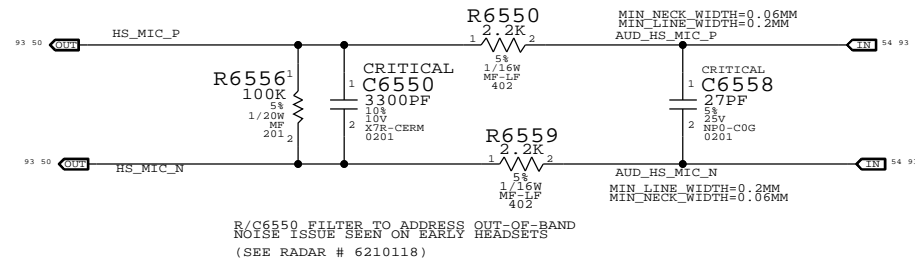 R6550
2.2K
1 2
5%
1/16W
MF-LF
402
MIN_NECK_WIDTH=0.06MM
MIN_LINE_WIDTH=0.2MM
93 50 OUT HS_MIC_P
AUD_HS_MIC_P
IN 54 93
R6556
100K
5%
1/20W
MF
201
1
2
CRITICAL
C6550
3300PF
10%
10V
X7R-CERM
0201
1
2
CRITICAL
C6558
27PF
5%
25V
NP0-C0G
0201
1
2
R6559
2.2K
1 2
5%
1/16W
MF-LF
402
93 50 OUT HS_MIC_N
AUD_HS_MIC_N
IN 54 93
MIN_LINE_WIDTH=0.2MM
MIN_NECK_WIDTH=0.06MM
R/C6550 FILTER TO ADDRESS OUT-OF-BAND
NOISE ISSUE SEEN ON EARLY HEADSETS
(SEE RADAR # 6210118)